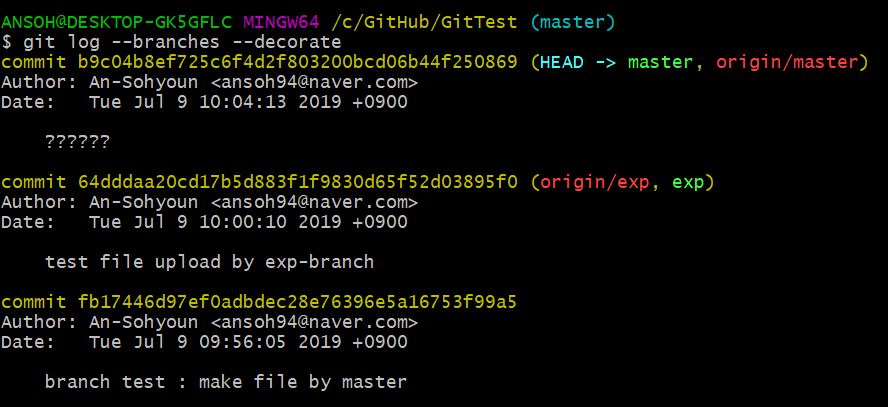 ANSOH@DESKTOP-GK5GFLC MINGW64 /c/GitHub/GitTest (master)
$ git log --branches --decorate
commit b9c04b8ef725c6f4d2f803200bcd06b44f250869 (HEAD -> master, origin/master)
Author: An-Sohyoun <ansoh94@naver.com>
Date:   Tue Jul 9 10:04:13 2019 +0900
??????
commit 64dddaa20cd17b5d883f1f9830d65f52d03895f0 (origin/exp, exp)
Author: An-Sohyoun <ansoh94@naver.com>
Date:   Tue Jul 9 10:00:10 2019 +0900
test file upload by exp-branch
commit fb17446d97ef0adbdec28e76396e5a16753f99a5
Author: An-Sohyoun <ansoh94@naver.com>
Date:   Tue Jul 9 09:56:05 2019 +0900
branch test : make file by master